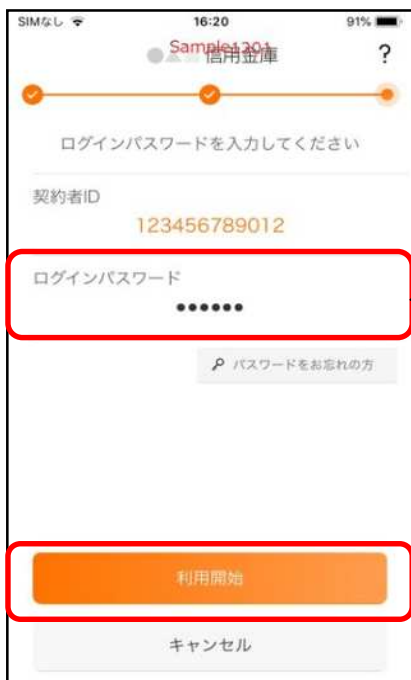 SIMなし 16:20 91%
Sample1201
●▲■信用金庫 ?
ログインパスワードを入力してください
契約者ID
123456789012
ログインパスワード
●●●●●●
パスワードをお忘れの方
利用開始
キャンセル